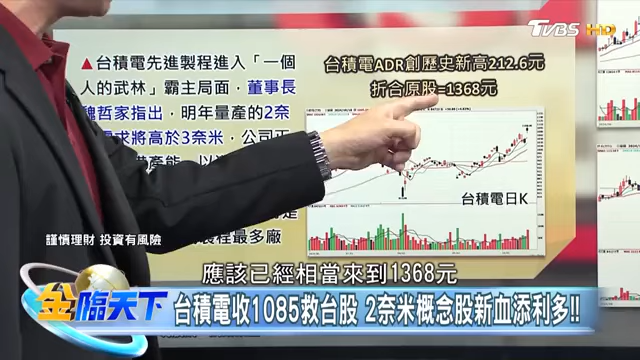 TVBS HD
▲台積電先進製程進入「一個
人的武林」霸主局面,董事長
魏哲家指出,明年量產的2奈
求將高於3奈米,公司正
產能,以
程最多廠
台積電ADR創歷史新高212.6元
折合原股=1368元
台積電日K
謹慎理財 投資有風險
應該已經相當來到1368元
金臨天下
台積電收1085救台股 2奈米概念股新血添利多!!